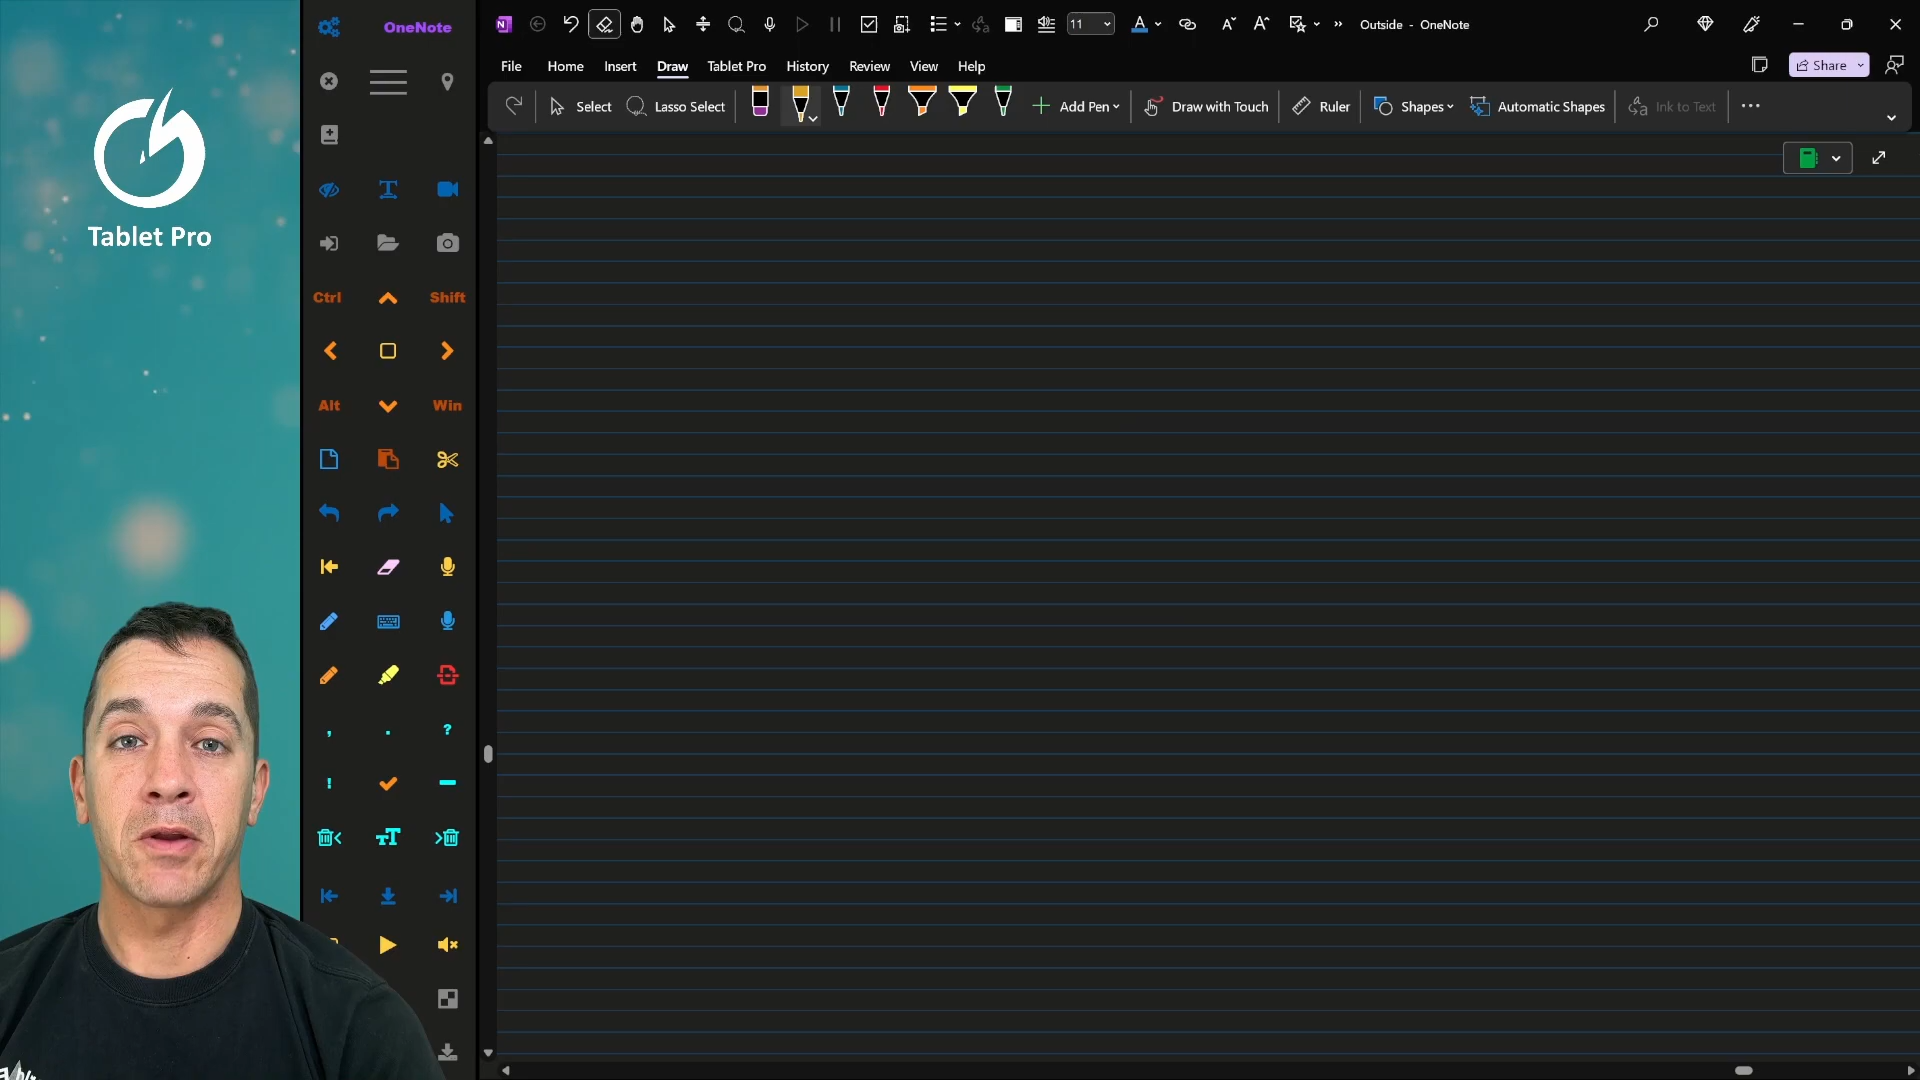 OneNote
11
Outside - OneNote
File Home Insert Draw Tablet Pro History Review View Help
Share
Select Lasso Select Add Pen Draw with Touch Ruler Shapes Automatic Shapes Ink to Text
Tablet Pro
Ctrl Shift
Alt Win
, . ?
!